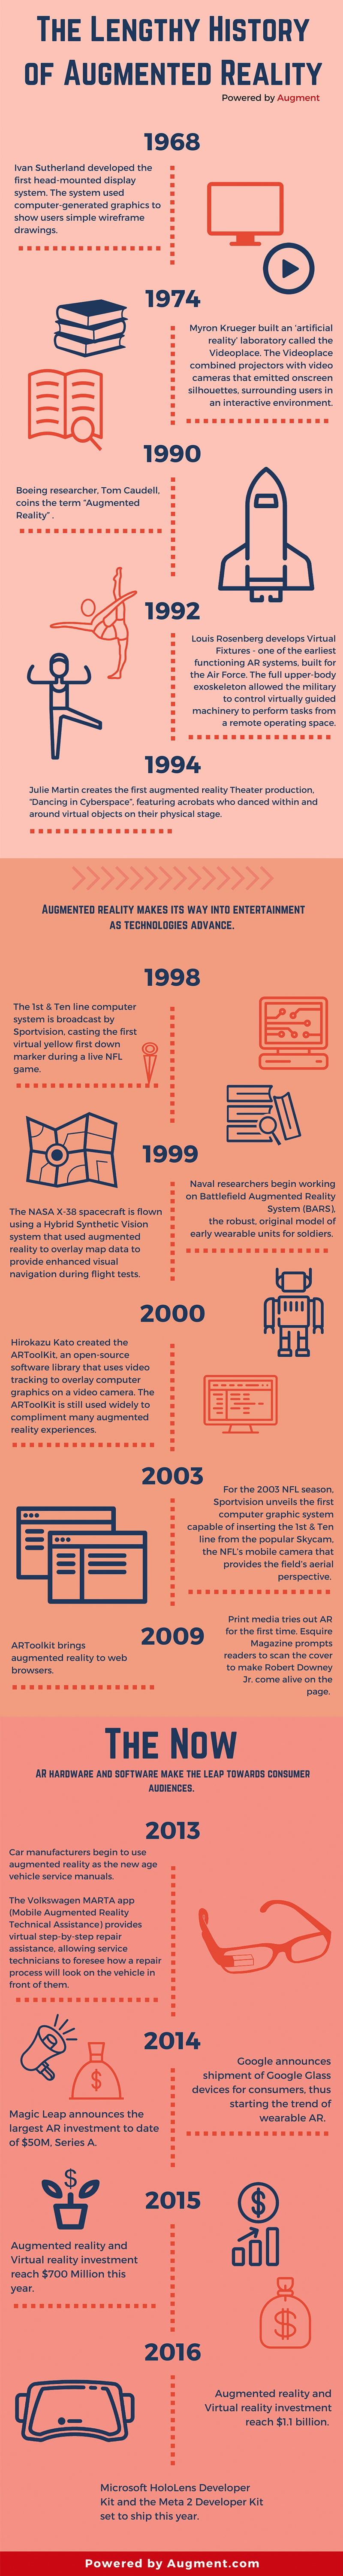 THE LENGTHY HISTORY
OF AUGMENTED REALITY
Powered by Augment
1968
Ivan Sutherland developed the
first head-mounted display
system. The system used
computer-generated graphics to
show users simple wireframe
drawings.
1974
Myron Krueger built an 'artificial
reality' laboratory called the
Videoplace. The Videoplace
combined projectors with video
cameras that emitted onscreen
silhouettes, surrounding users in
an interactive environment.
1990
Boeing researcher, Tom Caudell,
coins the term "Augmented
Reality" .
1992
Louis Rosenberg develops Virtual
Fixtures - one of the earliest
functioning AR systems, built for
the Air Force. The full upper-body
exoskeleton allowed the military
to control virtually guided
machinery to perform tasks from
a remote operating space.
1994
Julie Martin creates the first augmented reality Theater production,
"Dancing in Cyberspace", featuring acrobats who danced within and
around virtual objects on their physical stage.
AUGMENTED REALITY MAKES ITS WAY INTO ENTERTAINMENT
AS TECHNOLOGIES ADVANCE.
1998
The 1st & Ten line computer
system is broadcast by
Sportvision, casting the first
virtual yellow first down
marker during a live NFL
game.
1999
Naval researchers begin working
on Battlefield Augmented Reality
System (BARS),
the robust, original model of
early wearable units for soldiers.
The NASA X-38 spacecraft is flown
using a Hybrid Synthetic Vision
system that used augmented
reality to overlay map data to
provide enhanced visual
navigation during flight tests.
2000
Hirokazu Kato created the
ARToolKit, an open-source
software library that uses video
tracking to overlay computer
graphics on a video camera. The
ARToolKit is still used widely to
compliment many augmented
reality experiences.
2003
For the 2003 NFL season,
Sportvision unveils the first
computer graphic system
capable of inserting the 1st & Ten
line from the popular Skycam,
the NFL's mobile camera that
provides the field's aerial
perspective.
2009
Print media tries out AR
for the first time. Esquire
Magazine prompts
readers to scan the cover
to make Robert Downey
Jr. come alive on the
page.
ARToolkit brings
augmented reality to web
browsers.
THE NOW
AR HARDWARE AND SOFTWARE MAKE THE LEAP TOWARDS CONSUMER
AUDIENCES.
2013
Car manufacturers begin to use
augmented reality as the new age
vehicle service manuals.
The Volkswagen MARTA app
(Mobile Augmented Reality
Technical Assistance) provides
virtual step-by-step repair
assistance, allowing service
technicians to foresee how a repair
process will look on the vehicle in
front of them.
2014
Google announces
shipment of Google Glass
devices for consumers, thus
starting the trend of
wearable AR.
Magic Leap announces the
largest AR investment to date
of $50M, Series A.
2015
Augmented reality and
Virtual reality investment
reach $700 Million this
year.
2016
Augmented reality and
Virtual reality investment
reach $1.1 billion.
Microsoft HoloLens Developer
Kit and the Meta 2 Developer Kit
set to ship this year.
Powered by Augment.com